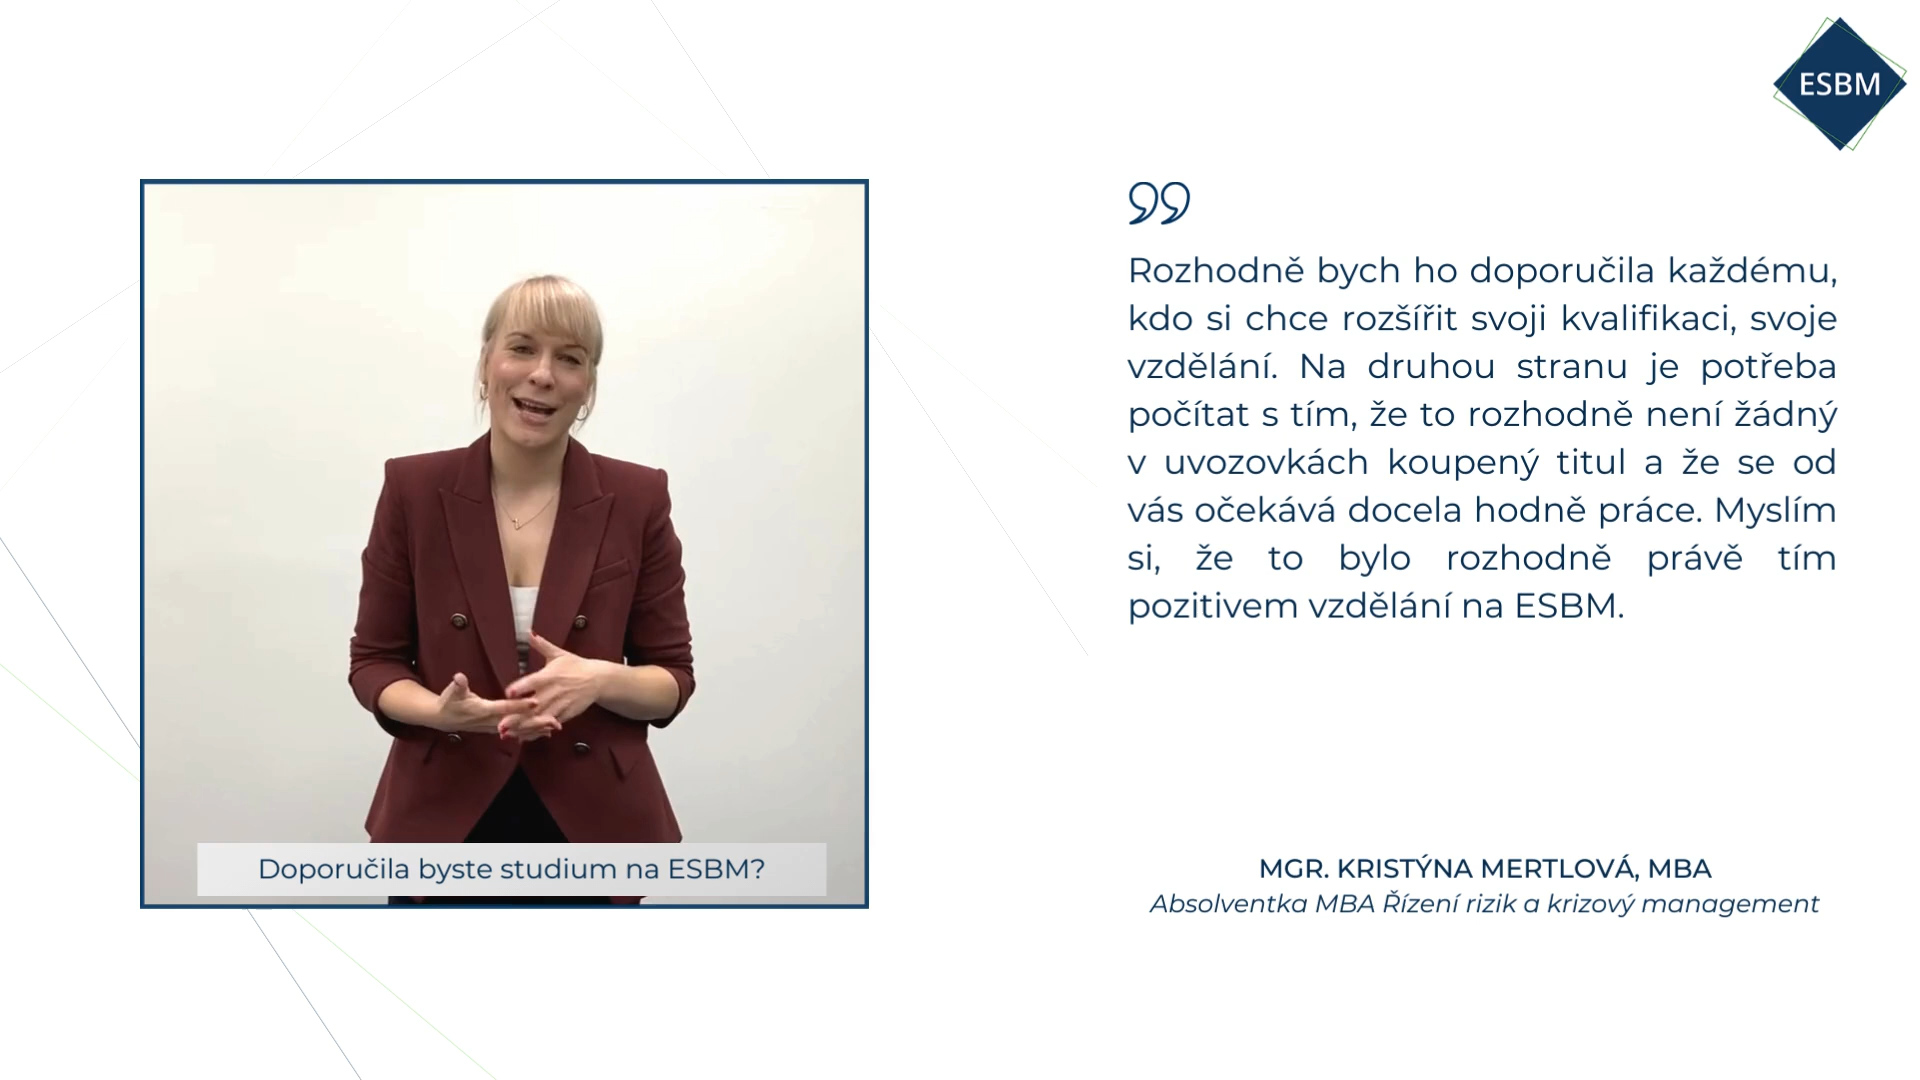 ESBM
Rozhodně bych ho doporučila každému,
kdo si chce rozšířit svoji kvalifikaci, svoje
vzdělání. Na druhou stranu je potřeba
počítat s tím, že to rozhodně není žádný
v uvozovkách koupený titul a že se od
vás očekává docela hodně práce. Myslím
si, že to bylo rozhodně právě tím
pozitivem vzdělání na ESBM.
Doporučila byste studium na ESBM?
MGR. KRISTÝNA MERTLOVÁ, MBA
Absolventka MBA Řízení rizik a krizový management